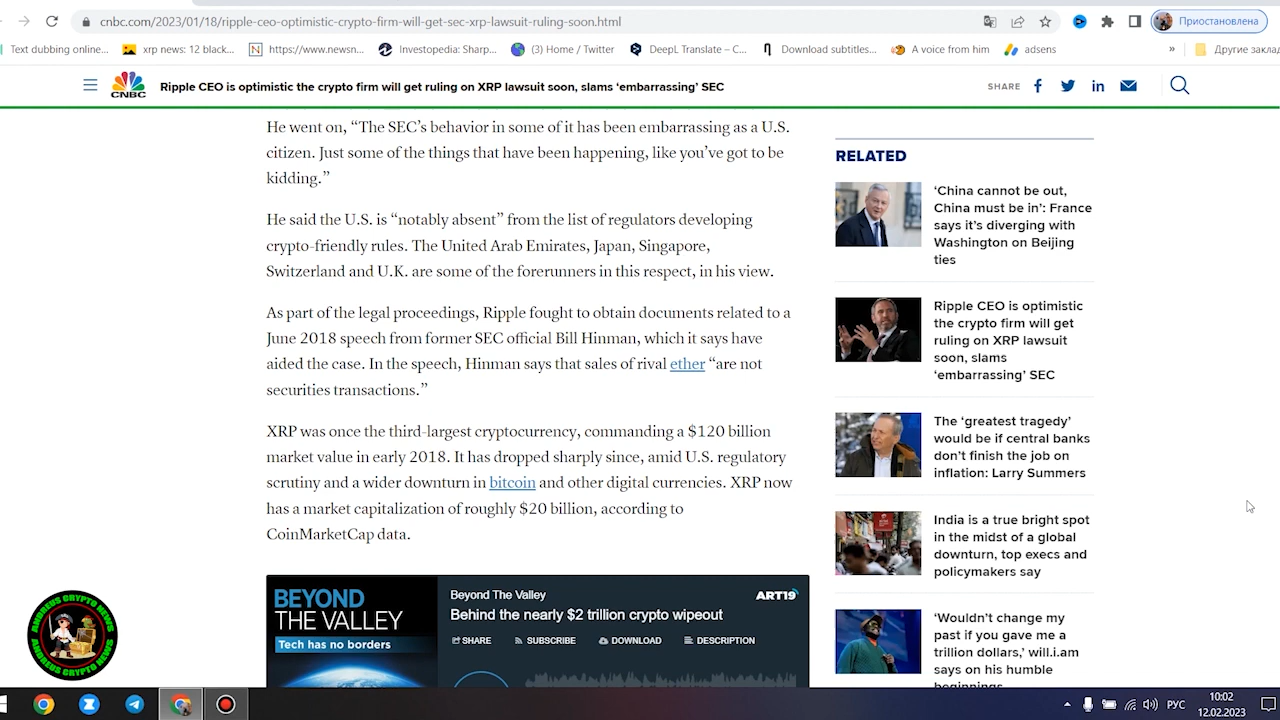 cnbc.com/2023/01/18/ripple-ceo-optimistic-crypto-firm-will-get-sec-xrp-lawsuit-ruling-soon.html
Приостановлена
Text dubbing online...
xrp news: 12 black...
https://www.newsn...
Investopedia: Sharp...
(3) Home / Twitter
DeepL Translate – C...
Download subtitles...
A voice from him
adsens
»
Другие заклад
CNBC
Ripple CEO is optimistic the crypto firm will get ruling on XRP lawsuit soon, slams ‘embarrassing’ SEC
SHARE
He went on, “The SEC’s behavior in some of it has been embarrassing as a U.S.
citizen. Just some of the things that have been happening, like you’ve got to be
kidding.”
He said the U.S. is “notably absent” from the list of regulators developing
crypto-friendly rules. The United Arab Emirates, Japan, Singapore,
Switzerland and U.K. are some of the forerunners in this respect, in his view.
As part of the legal proceedings, Ripple fought to obtain documents related to a
June 2018 speech from former SEC official Bill Hinman, which it says have
aided the case. In the speech, Hinman says that sales of rival ether “are not
securities transactions.”
XRP was once the third-largest cryptocurrency, commanding a $120 billion
market value in early 2018. It has dropped sharply since, amid U.S. regulatory
scrutiny and a wider downturn in bitcoin and other digital currencies. XRP now
has a market capitalization of roughly $20 billion, according to
CoinMarketCap data.
BEYOND
THE VALLEY
Tech has no borders
Beyond The Valley
Behind the nearly $2 trillion crypto wipeout
ART19
SHARE
SUBSCRIBE
DOWNLOAD
DESCRIPTION
RELATED
‘China cannot be out,
China must be in’: France
says it’s diverging with
Washington on Beijing
ties
Ripple CEO is optimistic
the crypto firm will get
ruling on XRP lawsuit
soon, slams
‘embarrassing’ SEC
The ‘greatest tragedy’
would be if central banks
don’t finish the job on
inflation: Larry Summers
India is a true bright spot
in the midst of a global
downturn, top execs and
policymakers say
‘Wouldn’t change my
past if you gave me a
trillion dollars,’ will.i.am
says on his humble
beginnings
ANDREUS CRYPTO NEWS
ANDREUS CRYPTO NEWS
РУС
10:02
12.02.2023